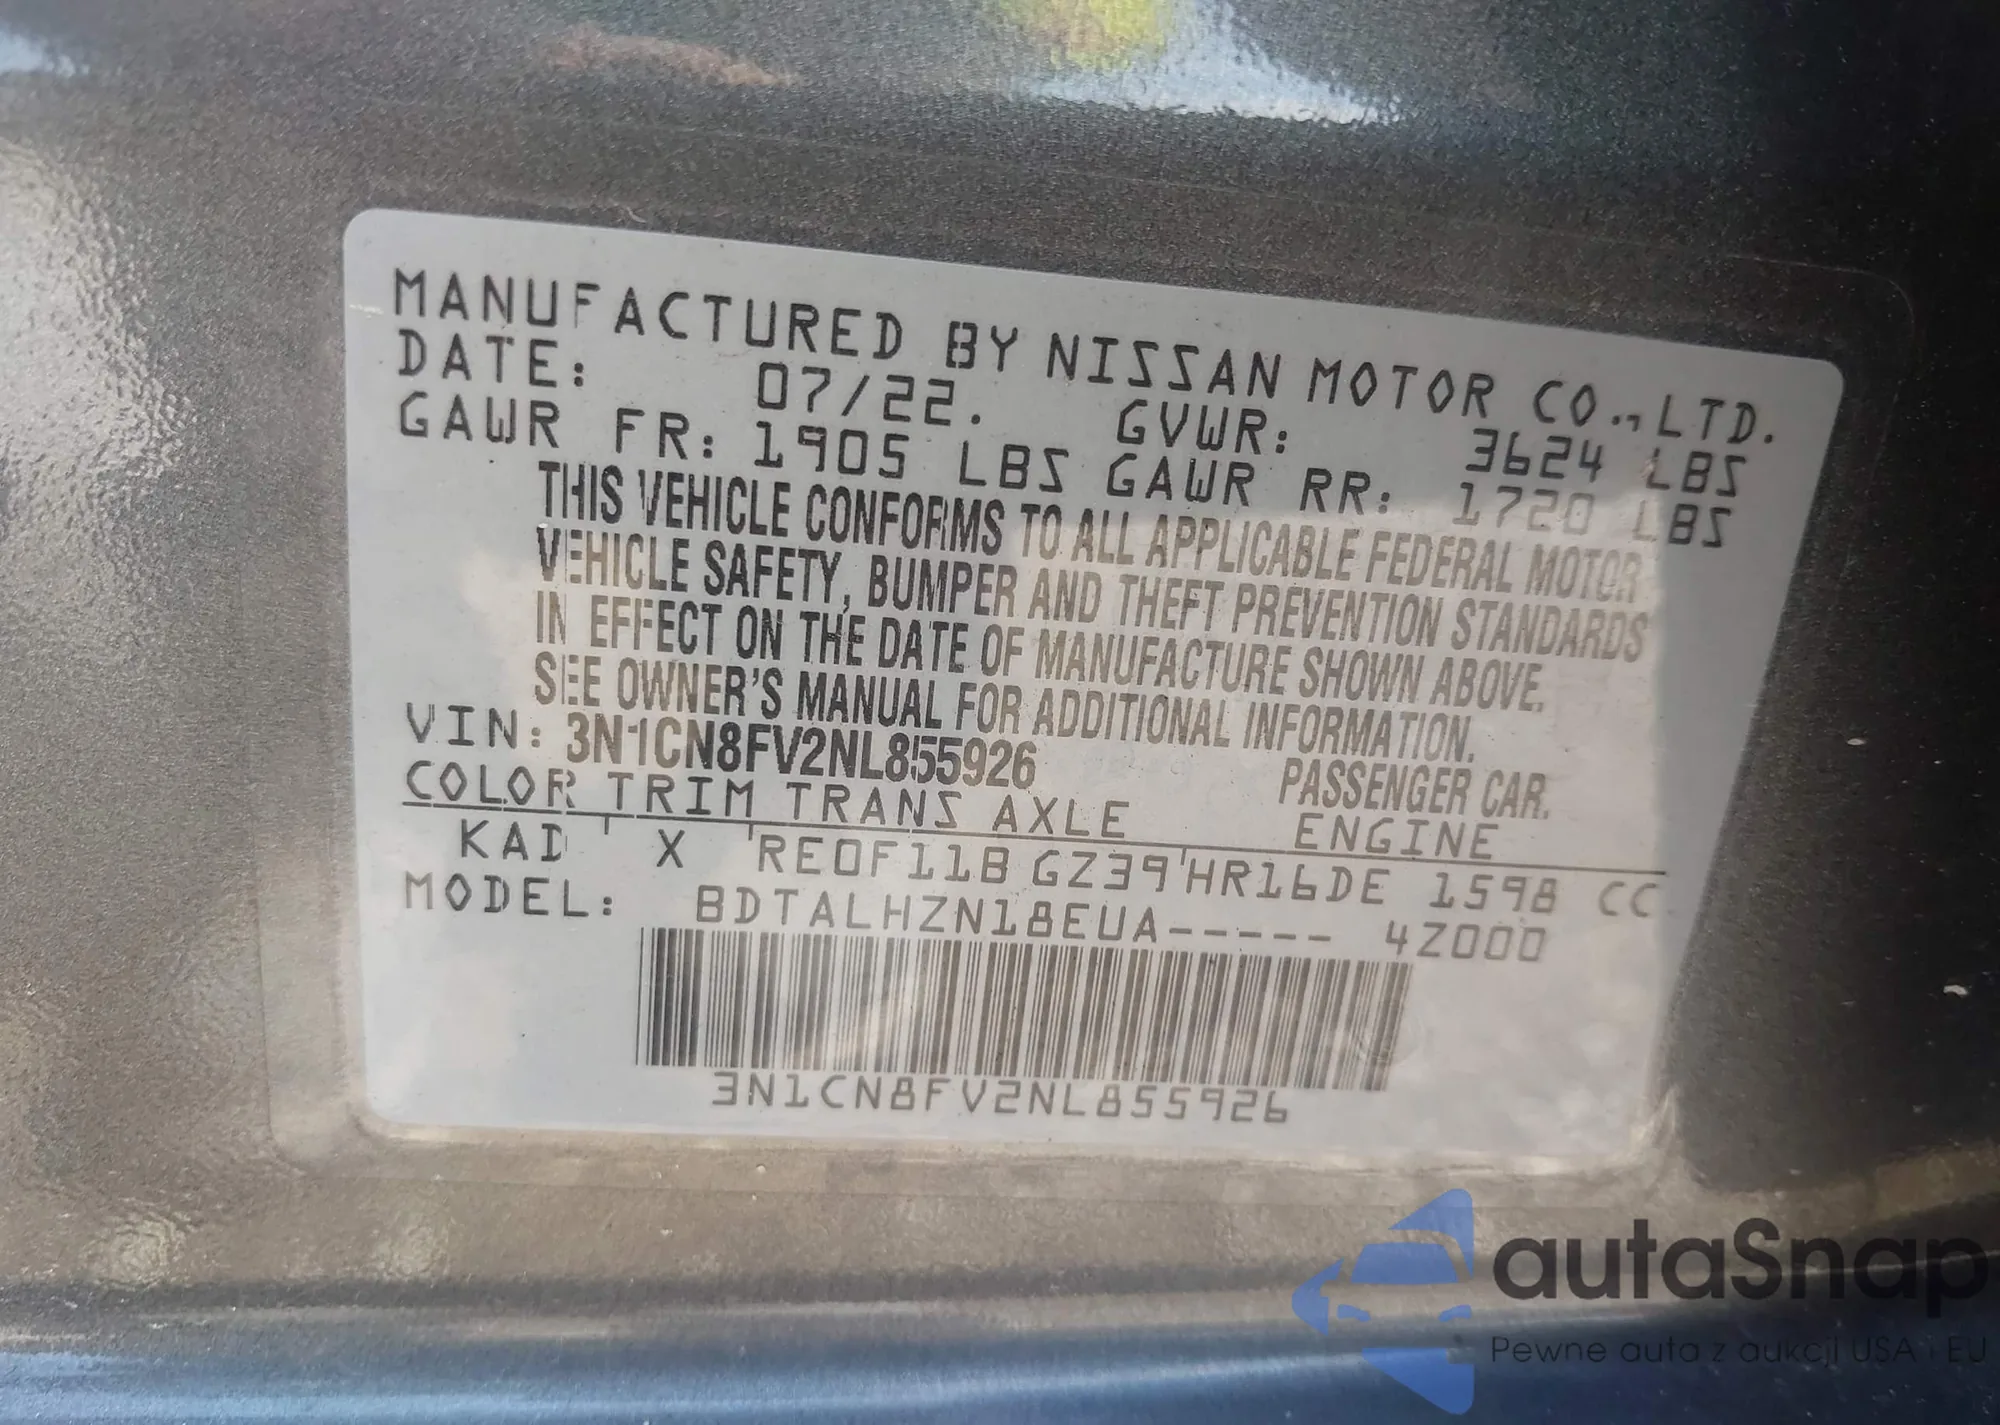 MANUFACTURED BY NISSAN MOTOR CO.,LTD.
DATE: 07/22. GVWR: 3624 LBS
GAWR FR: 1905 LBS GAWR RR: 1720 LBS
THIS VEHICLE CONFORMS TO ALL APPLICABLE FEDERAL MOTOR
VEHICLE SAFETY, BUMPER AND THEFT PREVENTION STANDARDS
IN EFFECT ON THE DATE OF MANUFACTURE SHOWN ABOVE.
SEE OWNER'S MANUAL FOR ADDITIONAL INFORMATION.
VIN: 3N1CN8FV2NL855926 PASSENGER CAR.
COLOR TRIM TRANS AXLE ENGINE
KAD X RE0F11B GZ39 HR16DE 1598 CC
MODEL: BDTALHZN18EUA----- 4Z000
3N1CN8FV2NL855926
autaSnap
Pewne auta z aukcji USA i EU